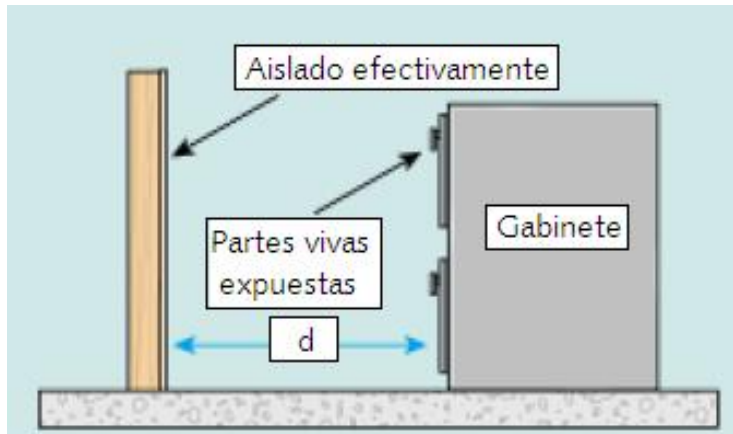 Aislado efectivamente
Partes vivas
expuestas
Gabinete
d